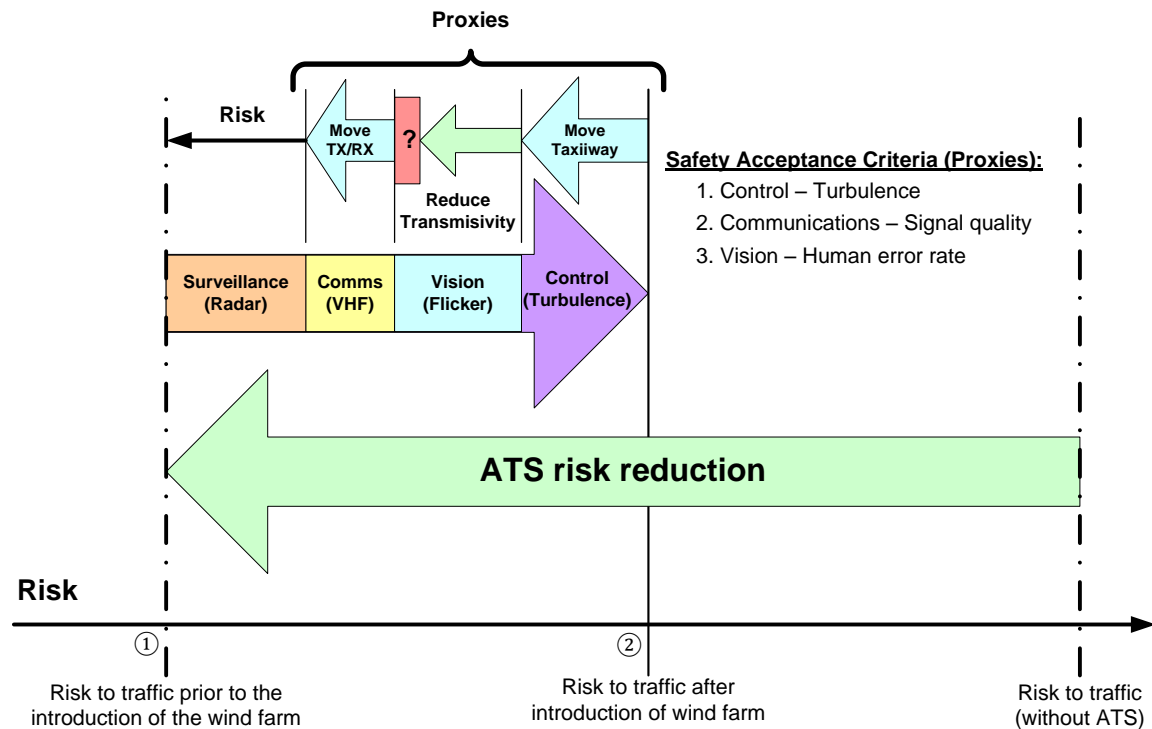 Proxies
Risk
Move
TX/RX
?
Move
Taxiiway
Reduce
Transmisivity
Safety Acceptance Criteria (Proxies):
1. Control – Turbulence
2. Communications – Signal quality
3. Vision – Human error rate
Surveillance
(Radar)
Comms
(VHF)
Vision
(Flicker)
Control
(Turbulence)
ATS risk reduction
Risk
①
②
Risk to traffic prior to the
introduction of the wind farm
Risk to traffic after
introduction of wind farm
Risk to traffic
(without ATS)